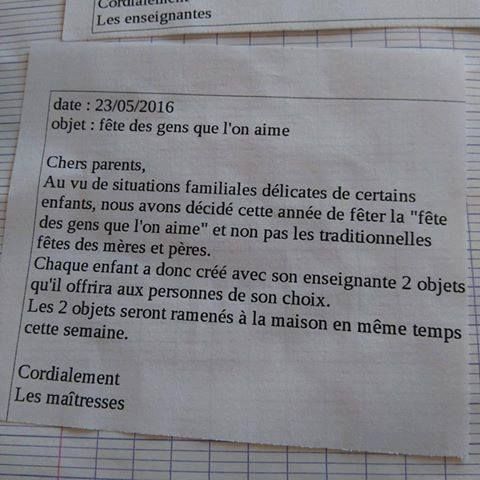 Cordialement
Les enseignantes
date : 23/05/2016
objet : fête des gens que l'on aime
Chers parents,
Au vu de situations familiales délicates de certains
enfants, nous avons décidé cette année de fêter la "fête
des gens que l'on aime" et non pas les traditionnelles
fêtes des mères et pères.
Chaque enfant a donc créé avec son enseignante 2 objets
qu'il offrira aux personnes de son choix.
Les 2 objets seront ramenés à la maison en même temps
cette semaine.
Cordialement
Les maîtresses